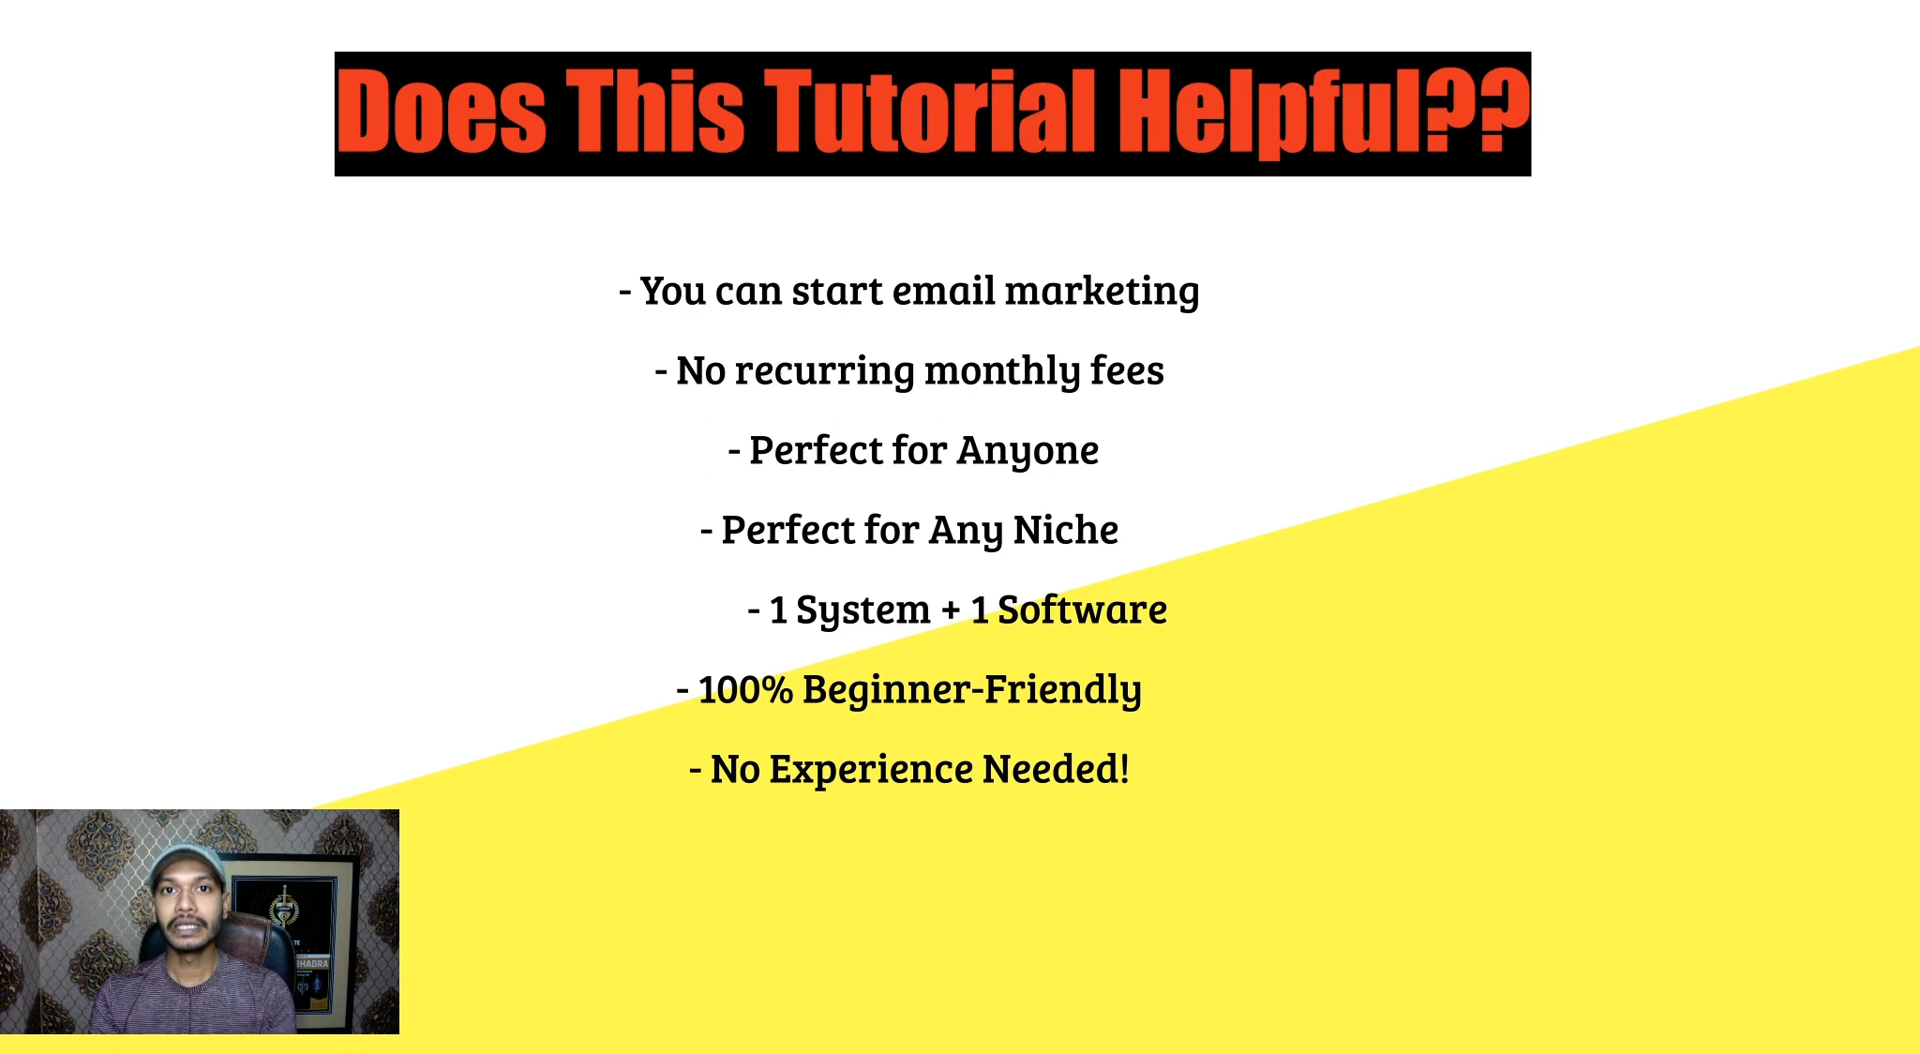 Does This Tutorial Helpful??
- You can start email marketing
- No recurring monthly fees
- Perfect for Anyone
- Perfect for Any Niche
- 1 System + 1 Software
- 100% Beginner-Friendly
- No Experience Needed!
BHADRA